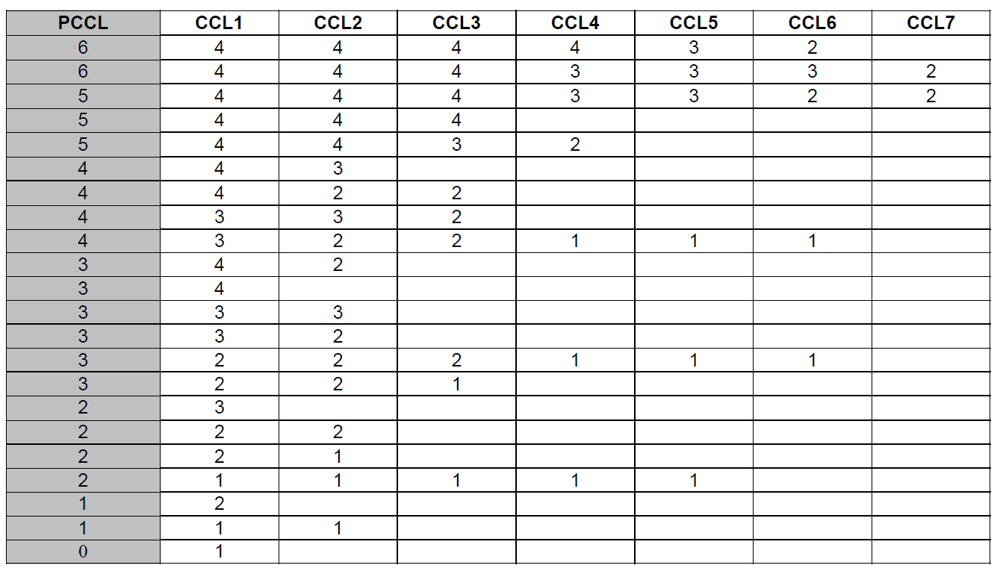 PCCL CCL1 CCL2 CCL3 CCL4 CCL5 CCL6 CCL7
6 4 4 4 4 3 2
6 4 4 4 3 3 3 2
5 4 4 4 3 3 2 2
5 4 4 4
5 4 4 3 2
4 4 3
4 4 2 2
4 3 3 2
4 3 2 2 1 1 1
3 4 2
3 4
3 3 3
3 3 2
3 2 2 2 1 1 1
3 2 2 1
2 3
2 2 2
2 2 1
2 1 1 1 1 1
1 2
1 1 1
0 1